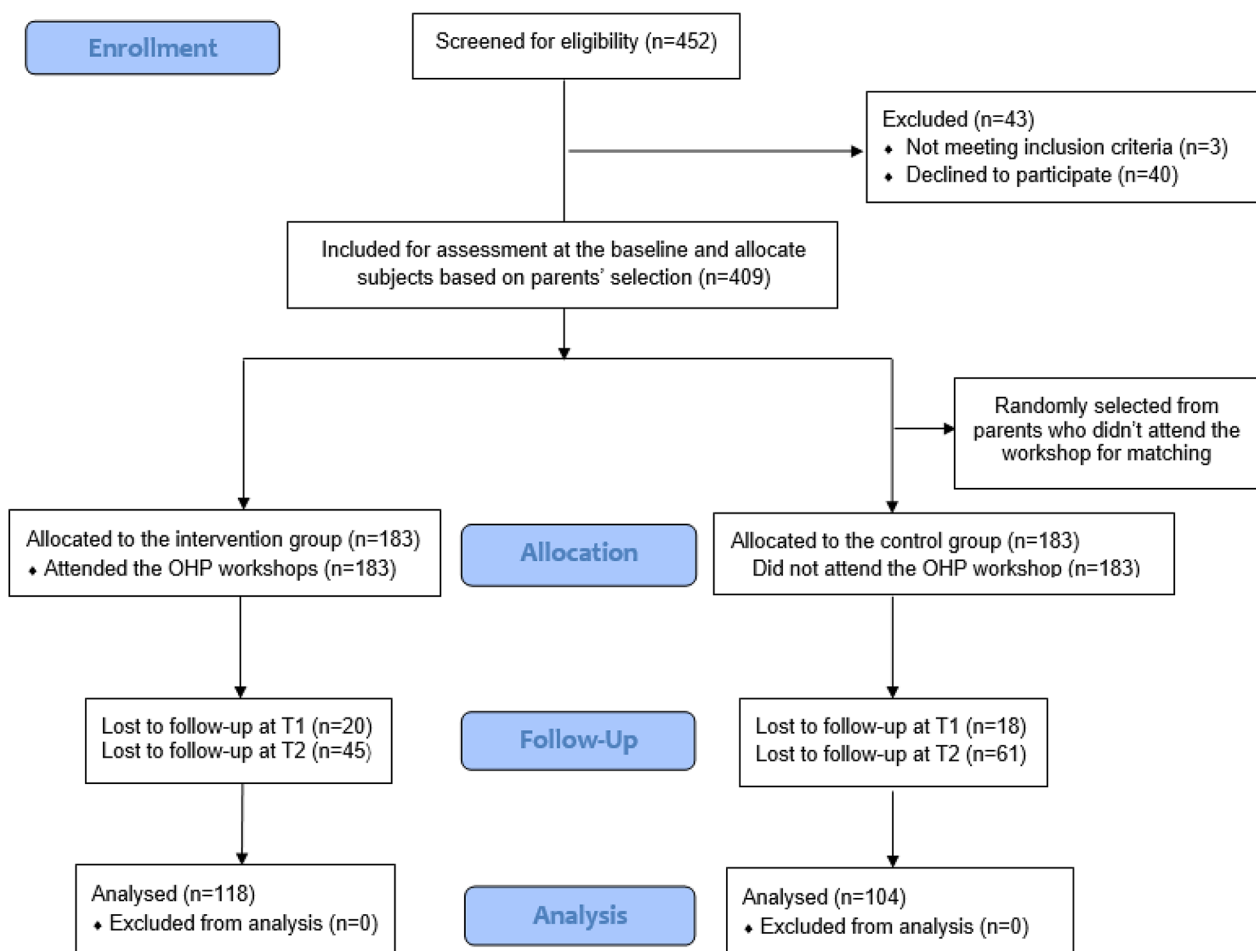 Enrollment
Screened for eligibility (n=452)
Excluded (n=43)
♦ Not meeting inclusion criteria (n=3)
♦ Declined to participate (n=40)
Included for assessment at the baseline and allocate
subjects based on parents’ selection (n=409)
Randomly selected from
parents who didn’t attend the
workshop for matching
Allocated to the intervention group (n=183)
♦ Attended the OHP workshops (n=183)
Allocation
Allocated to the control group (n=183)
Did not attend the OHP workshop (n=183)
Lost to follow-up at T1 (n=20)
Lost to follow-up at T2 (n=45)
Follow-Up
Lost to follow-up at T1 (n=18)
Lost to follow-up at T2 (n=61)
Analysed (n=118)
♦ Excluded from analysis (n=0)
Analysis
Analysed (n=104)
♦ Excluded from analysis (n=0)